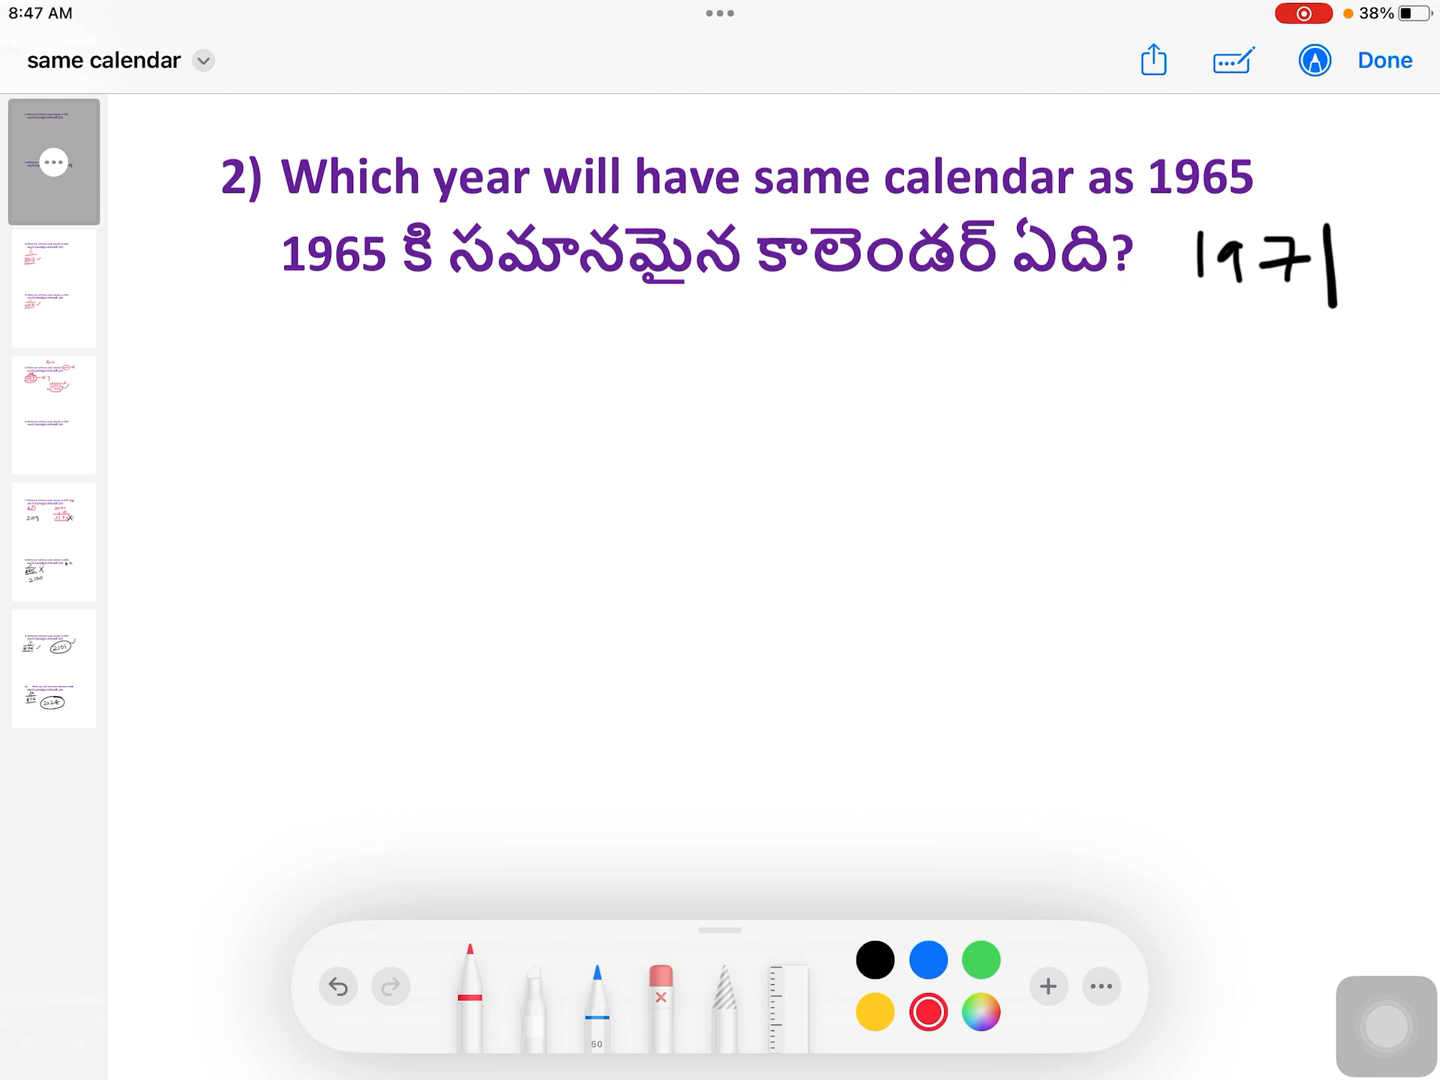 8:47 AM
38%
same calendar
Done
2) Which year will have same calendar as 1965
1965 కి సమానమైన కాలెండర్ ఏది? 1971
50